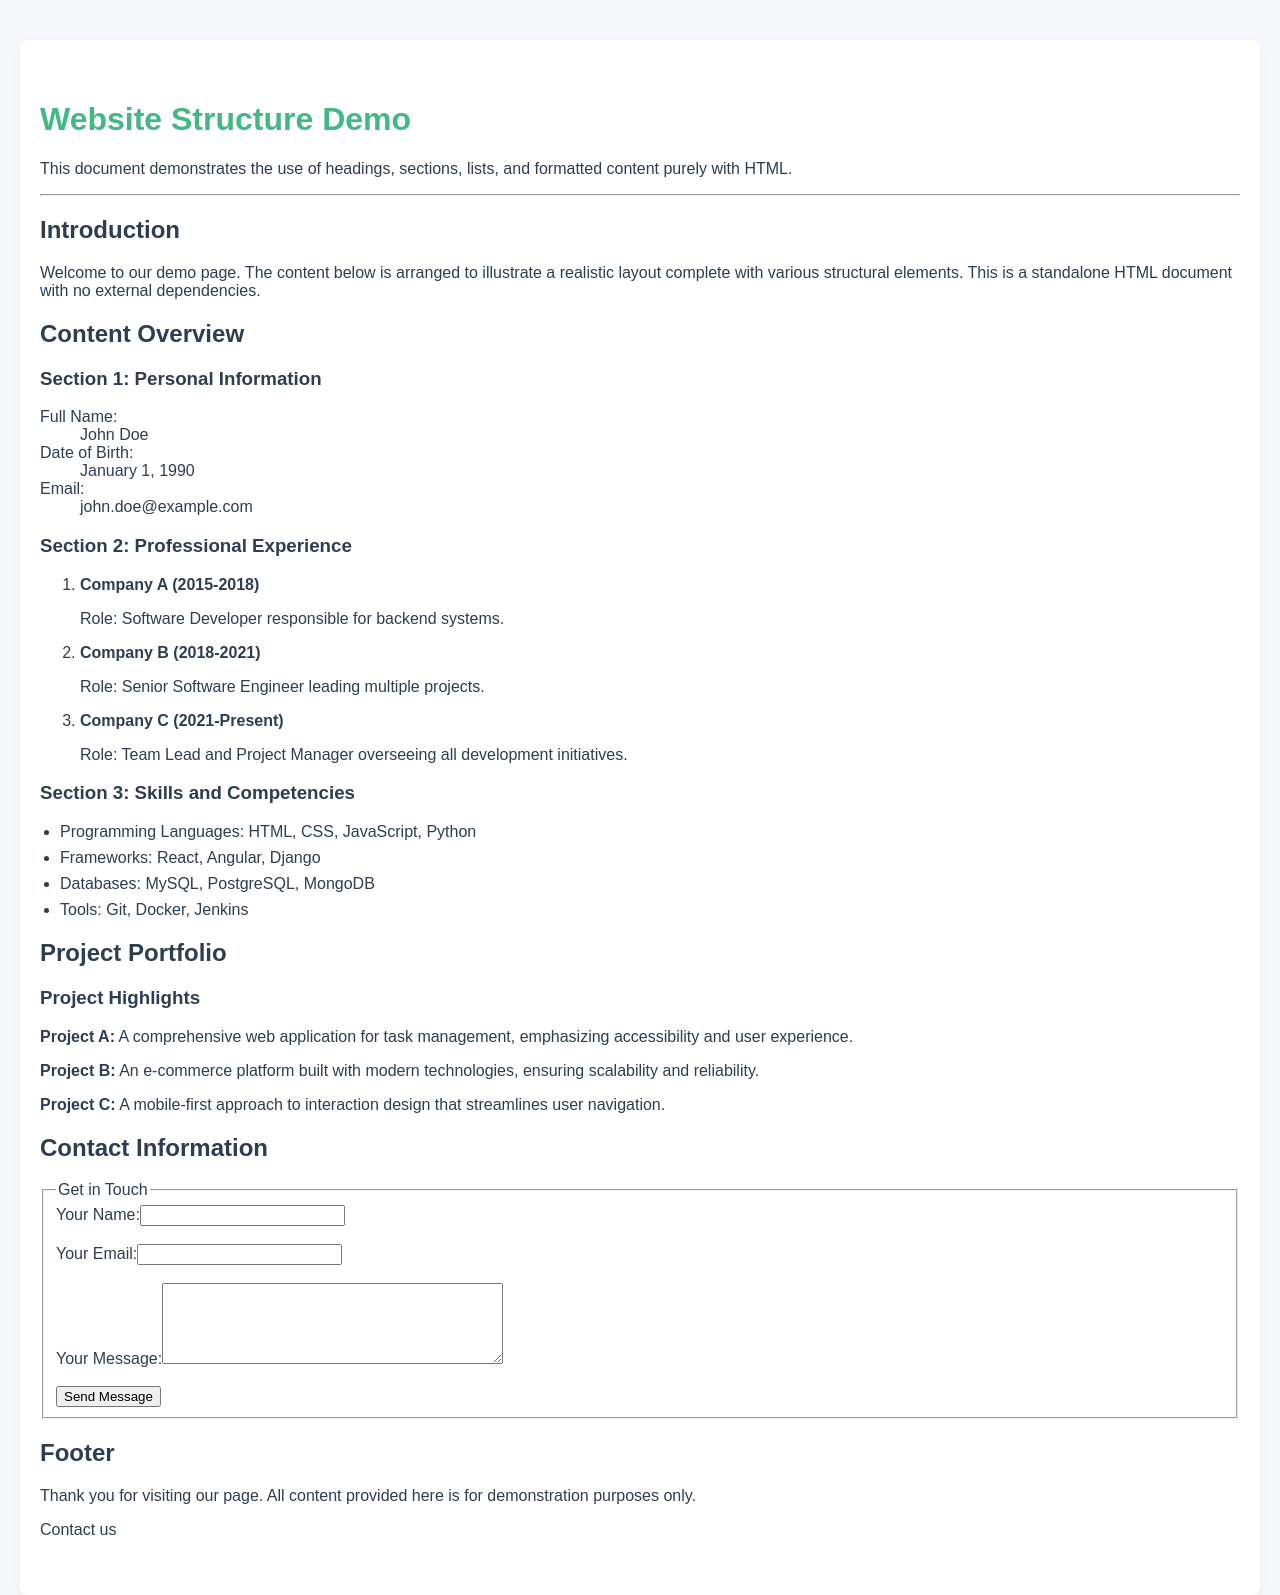 Website Structure Demo
This document demonstrates the use of headings, sections, lists, and formatted content purely with HTML.
Introduction
Welcome to our demo page. The content below is arranged to illustrate a realistic layout complete with various structural elements. This is a standalone HTML document
with no external dependencies.
Content Overview
Section 1: Personal Information
Full Name:
John Doe
Date of Birth:
January 1, 1990
Email:
john.doe@example.com
Section 2: Professional Experience
1. Company A (2015-2018)
Role: Software Developer responsible for backend systems.
2. Company B (2018-2021)
Role: Senior Software Engineer leading multiple projects.
3. Company C (2021-Present)
Role: Team Lead and Project Manager overseeing all development initiatives.
Section 3: Skills and Competencies
• Programming Languages: HTML, CSS, JavaScript, Python
• Frameworks: React, Angular, Django
• Databases: MySQL, PostgreSQL, MongoDB
• Tools: Git, Docker, Jenkins
Project Portfolio
Project Highlights
Project A: A comprehensive web application for task management, emphasizing accessibility and user experience.
Project B: An e-commerce platform built with modern technologies, ensuring scalability and reliability.
Project C: A mobile-first approach to interaction design that streamlines user navigation.
Contact Information
Get in Touch
Your Name:
Your Email:
Your Message:
Send Message
Footer
Thank you for visiting our page. All content provided here is for demonstration purposes only.
Contact us